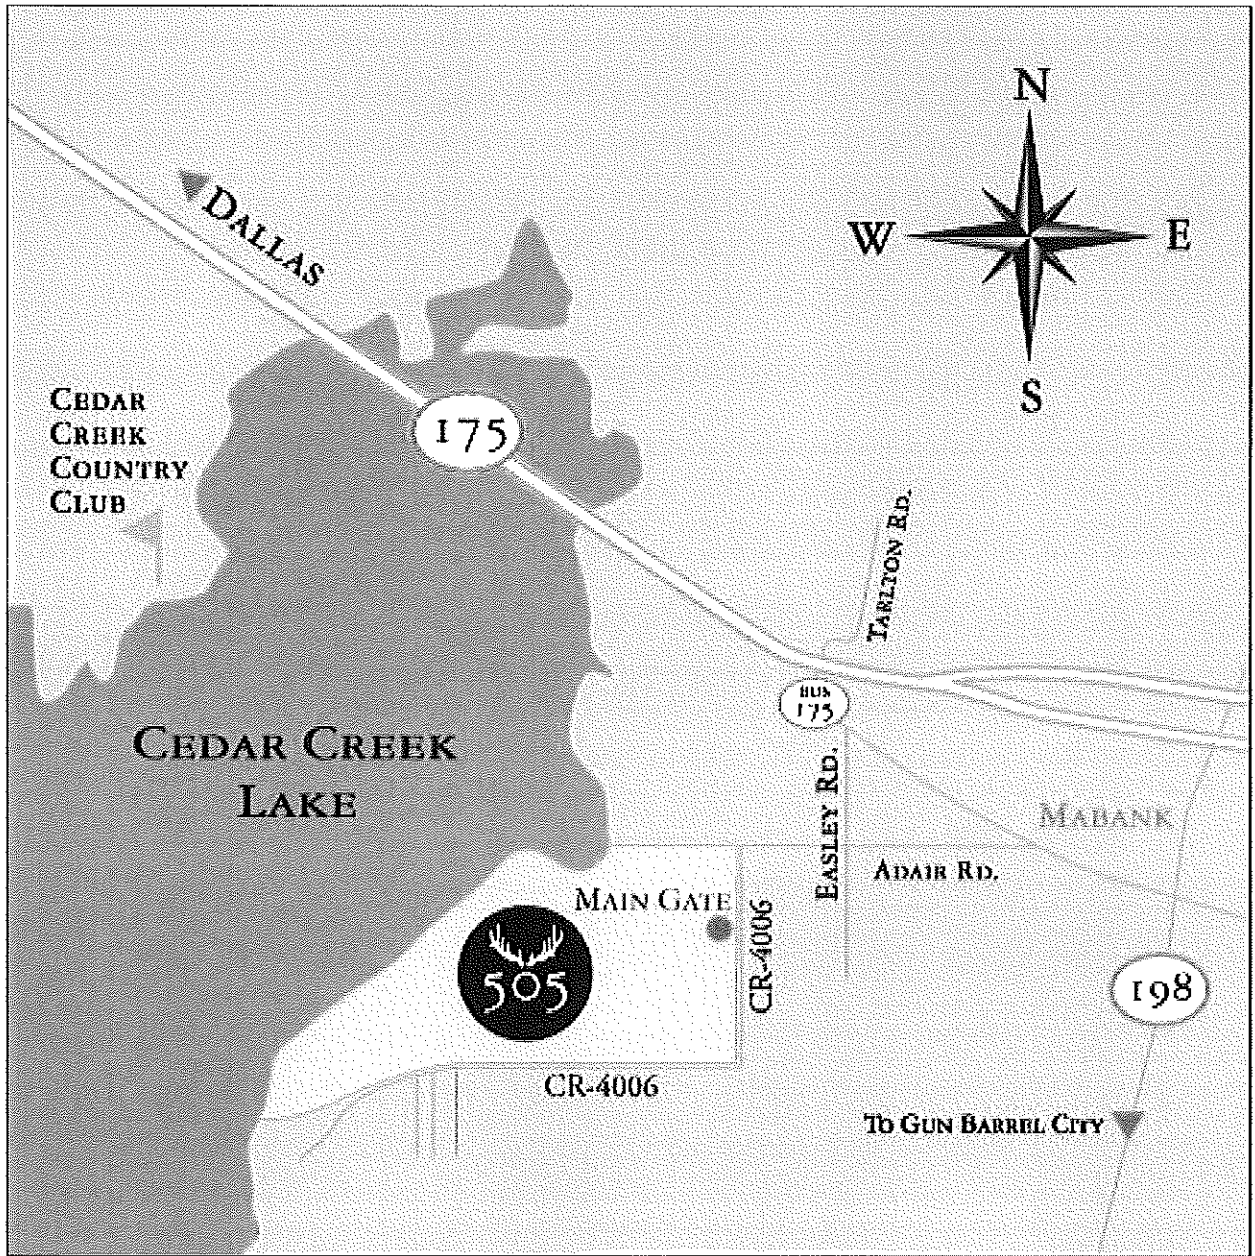 N
DALLAS
W
E
S
CEDAR
CREEK
COUNTRY
CLUB
175
TARLTON RD.
BUS
175
CEDAR CREEK
LAKE
EASLEY RD.
MABANK
ADAIR RD.
MAIN GATE
CR-4006
505
198
CR-4006
TO GUN BARREL CITY